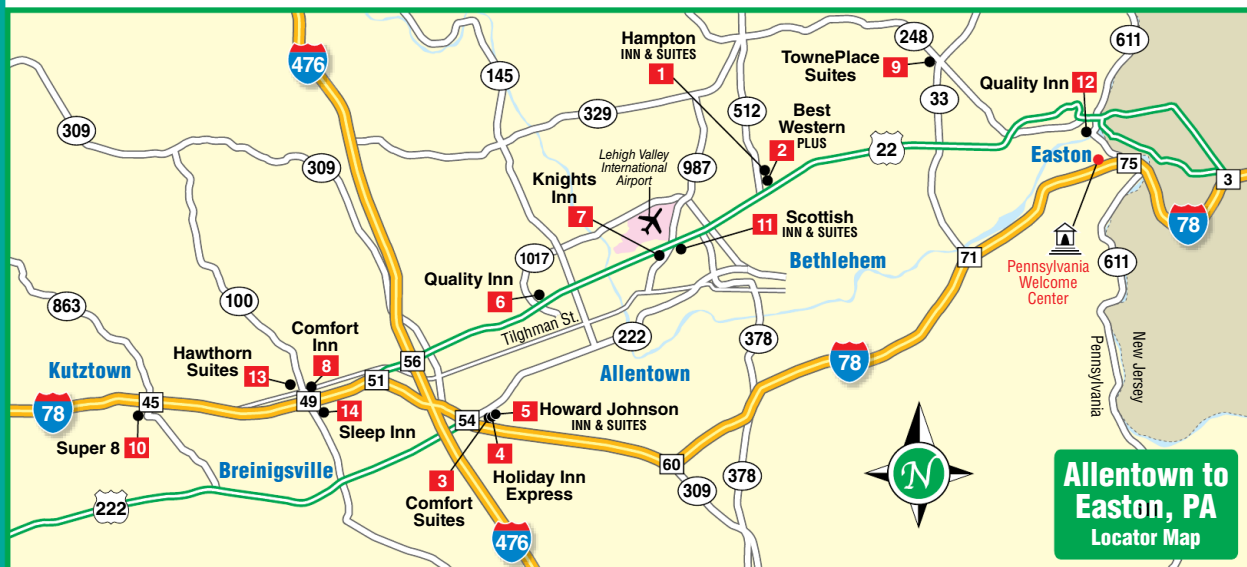 476
145
309
309
329
Hampton
INN & SUITES
1
512
Best
Western
PLUS
2
TownePlace
Suites
9
248
33
611
Quality Inn 12
22
Easton
75
3
78
Lehigh Valley
International
Airport
987
Knights
Inn
7
Scottish
INN & SUITES
11
Bethlehem
71
Pennsylvania
Welcome
Center
611
Pennsylvania
New Jersey
1017
Quality Inn
6
Tilghman St.
222
378
863
100
Comfort
Inn
8
Hawthorn
Suites
13
Kutztown
56
51
49
45
78
14
Sleep Inn
Super 8 10
Breinigsville
222
Allentown
78
54
5 Howard Johnson
INN & SUITES
4
Holiday Inn
Express
3
Comfort
Suites
476
60
309
378
N
Allentown to
Easton, PA
Locator Map